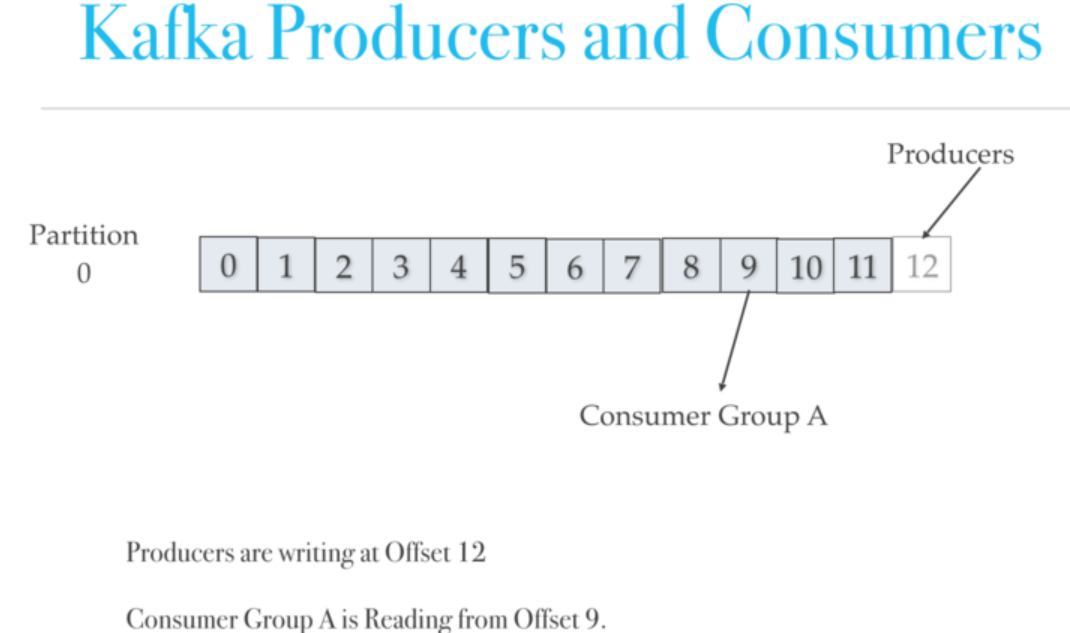 Kafka Producers and Consumers
Producers
Partition
0
0 1 2 3 4 5 6 7 8 9 10 11 12
Consumer Group A
Producers are writing at Offset 12
Consumer Group A is Reading from Offset 9.